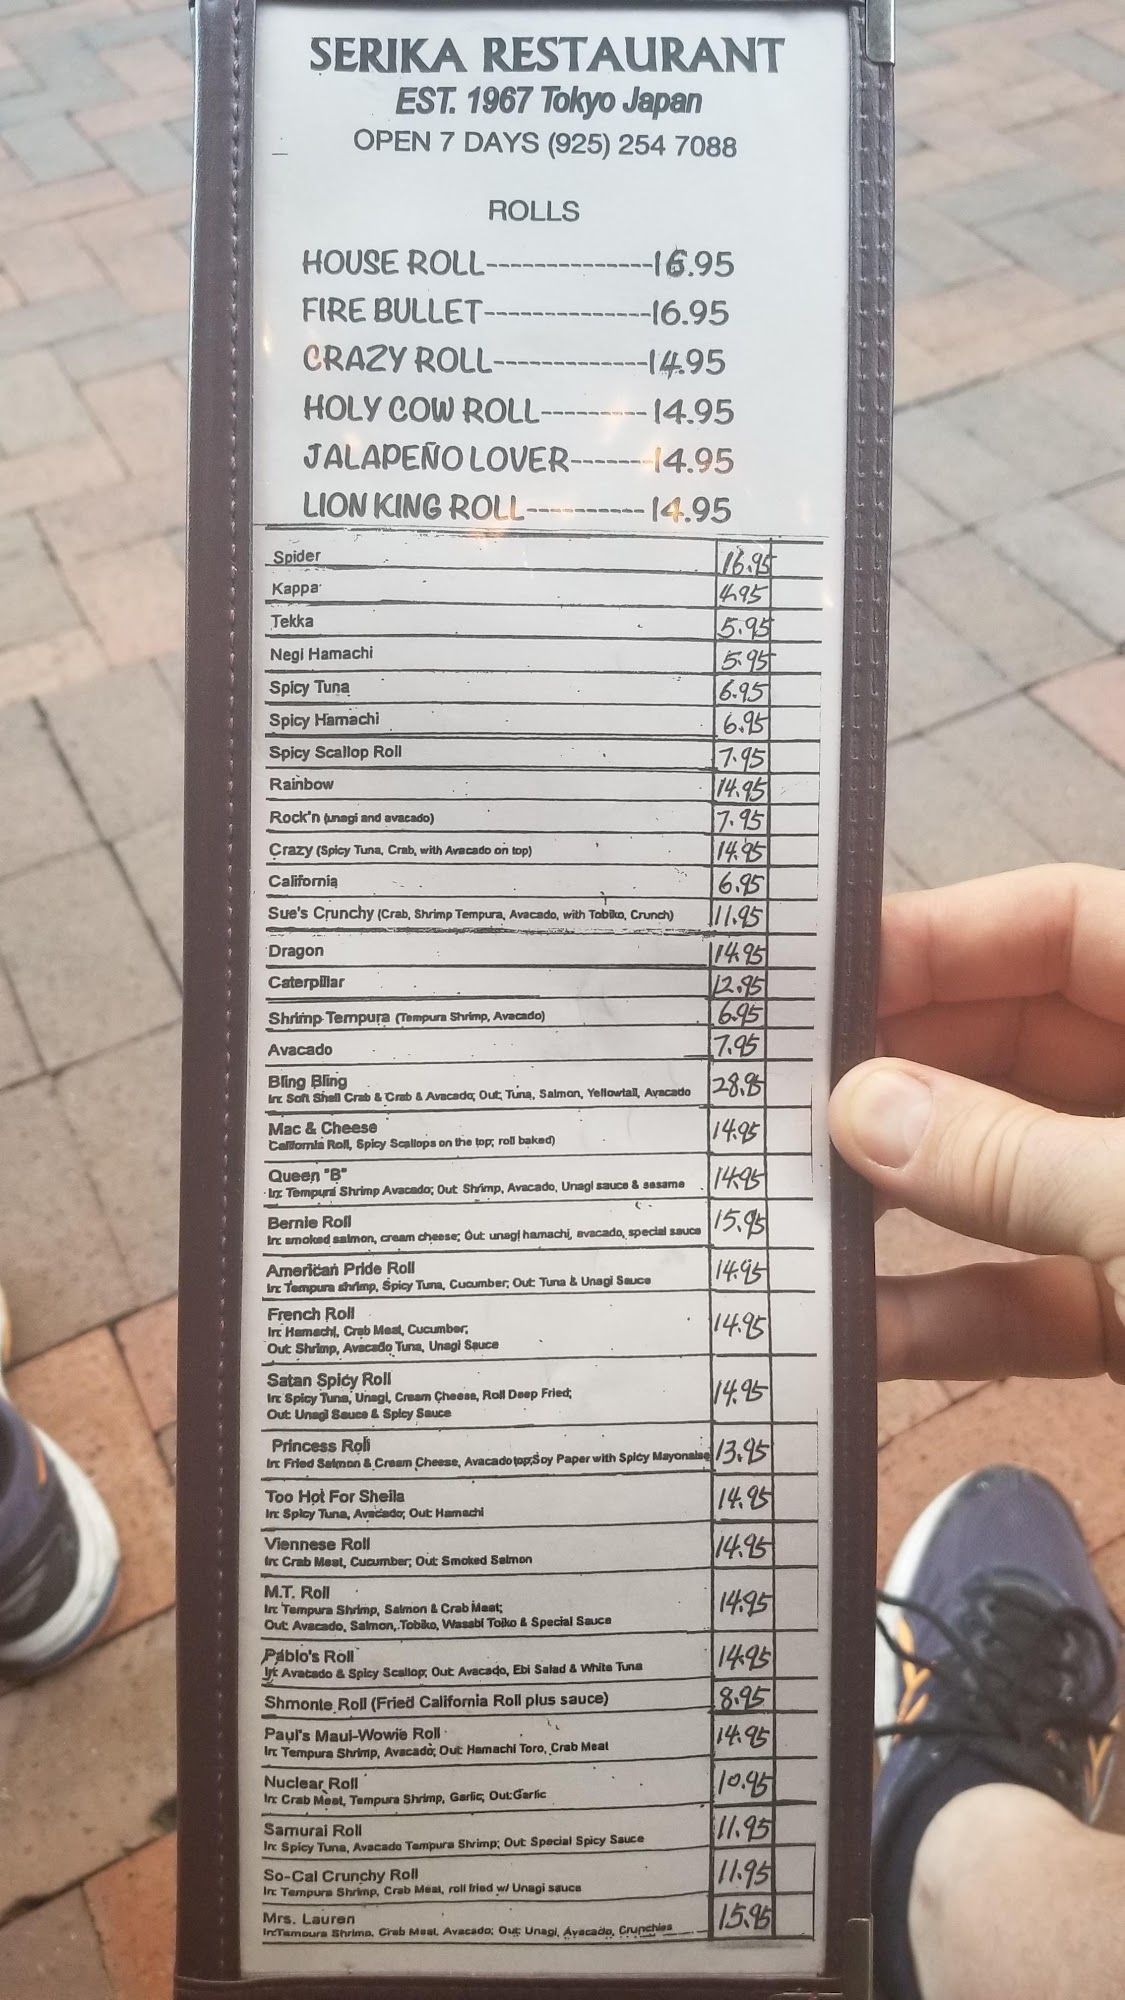 SERIKA RESTAURANT
EST. 1967 Tokyo Japan
OPEN 7 DAYS (925) 254 7088
ROLLS
HOUSE ROLL---------------16.95
FIRE BULLET---------------16.95
CRAZY ROLL-------------14.95
HOLY COW ROLL---------14.95
JALAPEÑO LOVER-------14.95
LION KING ROLL----------14.95
Spider 16.95
Kappa 4.95
Tekka 5.95
Negi Hamachi 5.95
Spicy Tuna 6.95
Spicy Hamachi 6.95
Spicy Scallop Roll 7.95
Rainbow 14.95
Rock'n (unagi and avacado) 7.95
Crazy (Spicy Tuna, Crab, with Avacado on top) 14.95
California 6.95
Sue's Crunchy (Crab, Shrimp Tempura, Avacado, with Tobiko, Crunch) 11.95
Dragon 14.95
Caterpillar 12.95
Shrimp Tempura (Tempura Shrimp, Avacado) 6.95
Avacado 7.95
Bling Bling 28.95
In: Soft Shell Crab & Crab & Avacado; Out: Tuna, Salmon, Yellowtail, Avacado
Mac & Cheese 14.95
California Roll, Spicy Scallops on the top; roll baked)
Queen "B" 14.95
In: Tempura Shrimp Avacado; Out: Shrimp, Avacado, Unagi sauce & sesame
Bernie Roll 15.95
In: smoked salmon, cream cheese; Out: unagi hamachi, avacado, special sauce
American Pride Roll 14.95
In: Tempura shrimp, Spicy Tuna, Cucumber; Out: Tuna & Unagi Sauce
French Roll 14.95
In: Hamachi, Crab Meat, Cucumber;
Out: Shrimp, Avacado Tuna, Unagi Sauce
Satan Spicy Roll 14.95
In: Spicy Tuna, Unagi, Cream Cheese, Roll Deep Fried;
Out: Unagi Sauce & Spicy Sauce
Princess Roll 13.95
In: Fried Salmon & Cream Cheese, Avacado top;Soy Paper with Spicy Mayonaise
Too Hot For Sheila 14.95
In: Spicy Tuna, Avacado; Out: Hamachi
Viennese Roll 14.95
In: Crab Meat, Cucumber; Out: Smoked Salmon
M.T. Roll 14.95
In: Tempura Shrimp, Salmon & Crab Meat;
Out: Avacado, Salmon, Tobiko, Wasabi Toiko & Special Sauce
Pablo's Roll 14.95
In: Avacado & Spicy Scallop; Out: Avacado, Ebi Salad & White Tuna
Shmonte Roll (Fried California Roll plus sauce) 8.95
Paul's Maui-Wowie Roll 14.95
In: Tempura Shrimp, Avacado; Out: Hamachi Toro, Crab Meat
Nuclear Roll 10.95
In: Crab Meat, Tempura Shrimp, Garlic; Out:Garlic
Samurai Roll 11.95
In: Spicy Tuna, Avacado Tempura Shrimp; Out: Special Spicy Sauce
So-Cal Crunchy Roll 11.95
In: Tempura Shrimp, Crab Meat, roll fried w/ Unagi sauce
Mrs. Lauren 15.95
In:Tempura Shrimp, Crab Meat, Avacado; Out: Unagi, Avacado, Crunchies